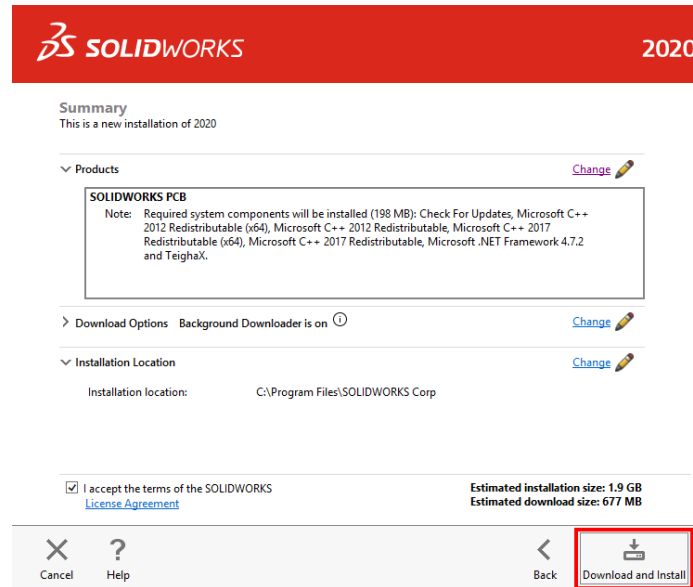 SOLIDWORKS
2020
Summary
This is a new installation of 2020
Products
Change
SOLIDWORKS PCB
Note: Required system components will be installed (198 MB): Check For Updates, Microsoft C++
2012 Redistributable (x64), Microsoft C++ 2012 Redistributable, Microsoft C++ 2017
Redistributable (x64), Microsoft C++ 2017 Redistributable, Microsoft .NET Framework 4.7.2
and TeighaX.
Download Options Background Downloader is on
Change
Installation Location
Change
Installation location: C:\Program Files\SOLIDWORKS Corp
I accept the terms of the SOLIDWORKS
License Agreement
Estimated installation size: 1.9 GB
Estimated download size: 677 MB
Cancel
Help
Back
Download and Install